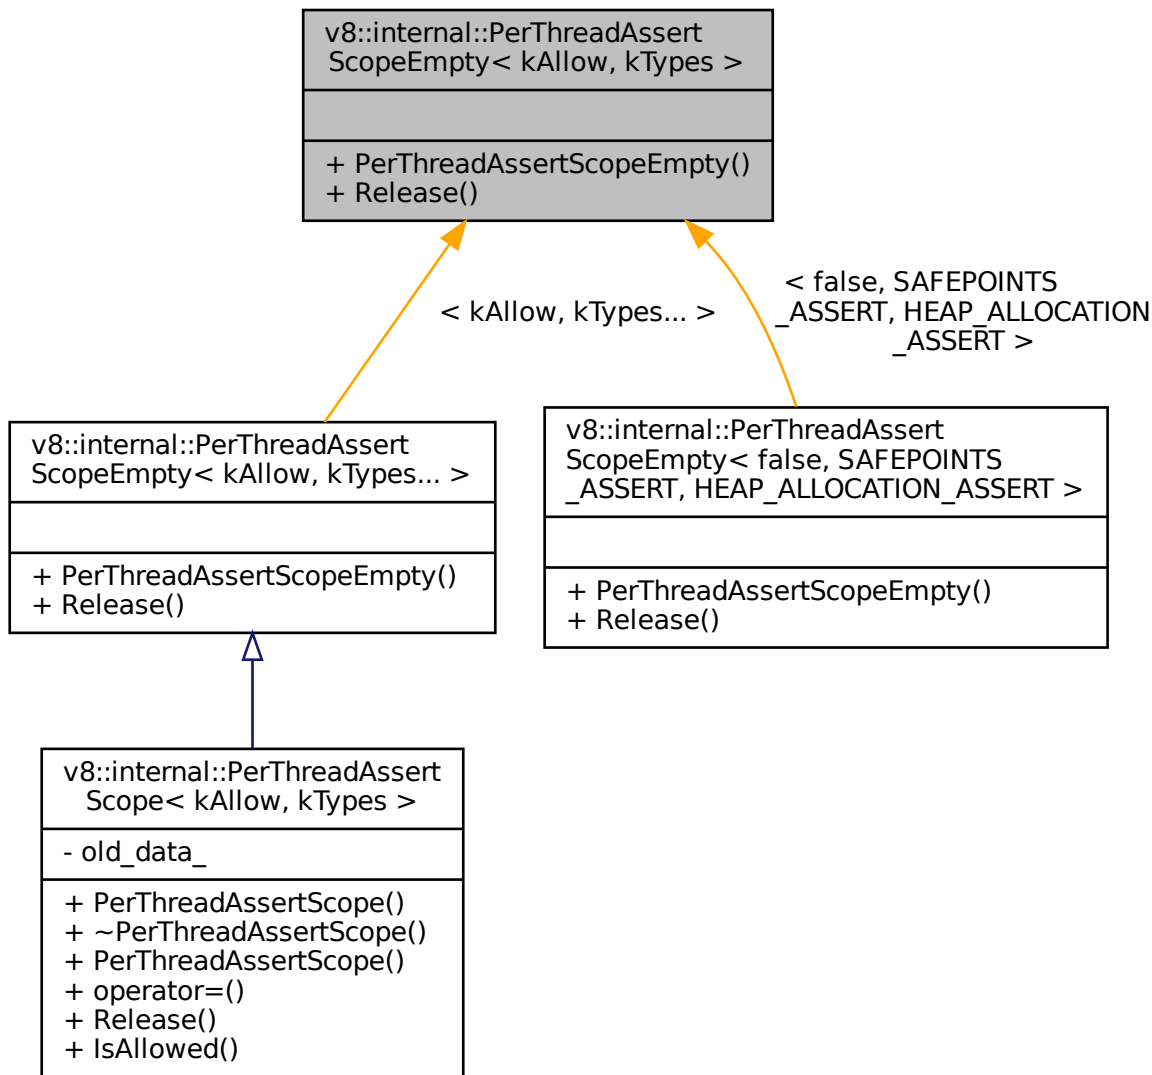 v8::internal::PerThreadAssert
ScopeEmpty< kAllow, kTypes >
+ PerThreadAssertScopeEmpty()
+ Release()
< kAllow, kTypes... >
< false, SAFEPOINTS
_ASSERT, HEAP_ALLOCATION
_ASSERT >
v8::internal::PerThreadAssert
ScopeEmpty< kAllow, kTypes... >
+ PerThreadAssertScopeEmpty()
+ Release()
v8::internal::PerThreadAssert
ScopeEmpty< false, SAFEPOINTS
_ASSERT, HEAP_ALLOCATION_ASSERT >
+ PerThreadAssertScopeEmpty()
+ Release()
v8::internal::PerThreadAssert
Scope< kAllow, kTypes >
- old_data_
+ PerThreadAssertScope()
+ ~PerThreadAssertScope()
+ PerThreadAssertScope()
+ operator=()
+ Release()
+ IsAllowed()